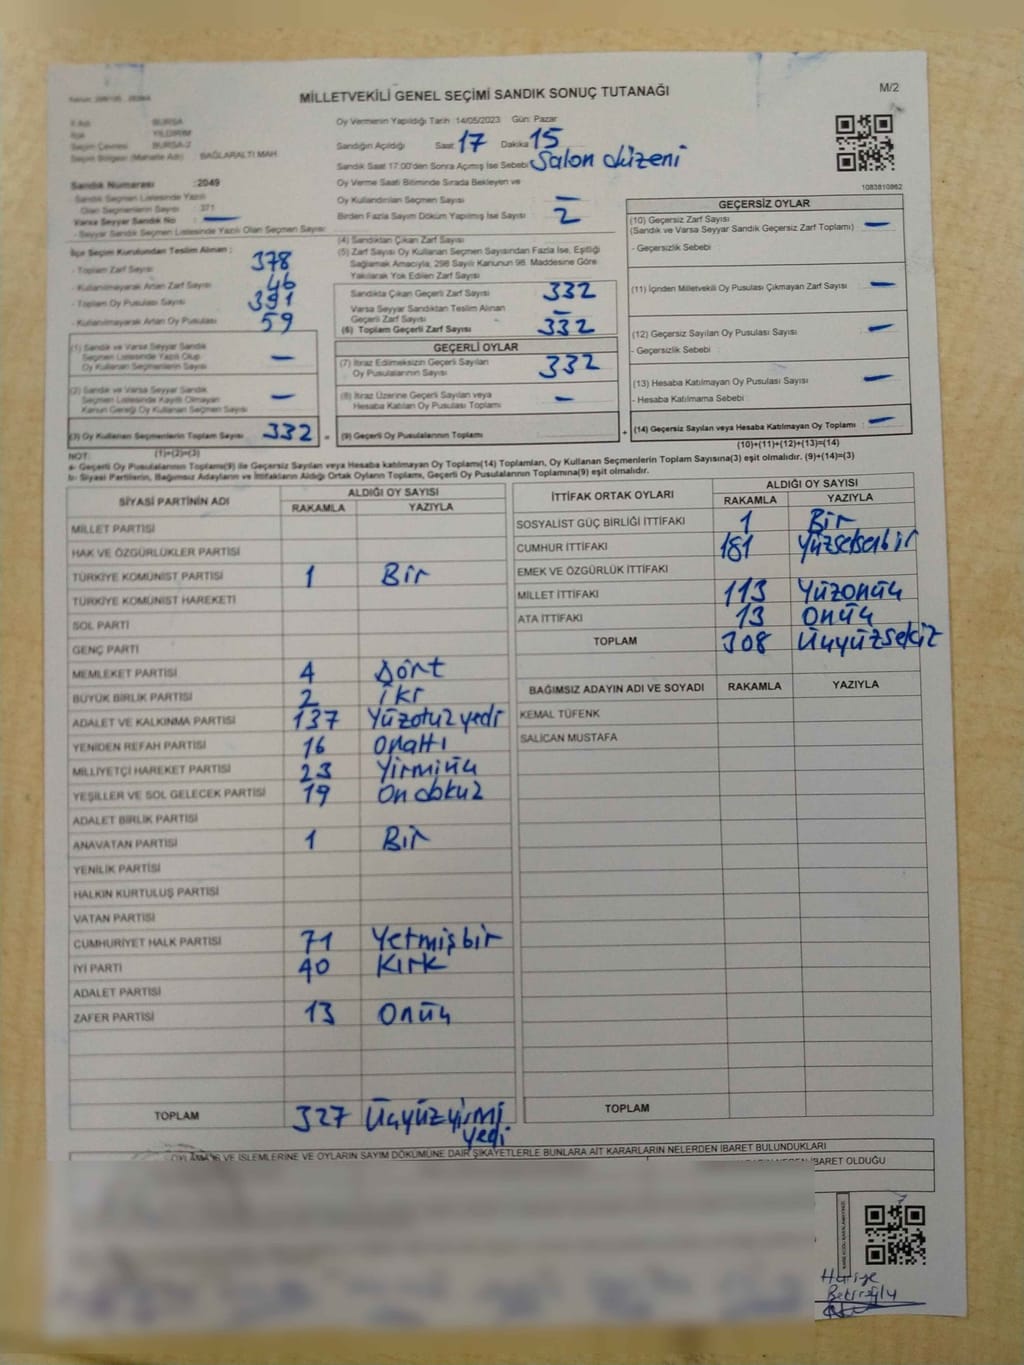 MİLLETVEKİLİ GENEL SEÇİMİ SANDIK SONUÇ TUTANAĞI
M/2
İl Adı BURSA
İlçe YILDIRIM
Seçim Çevresi BURSA-2
Seçim Bölgesi (Mahalle Adı) BAĞLARALTI MAH.
Sandık Numarası :2049
Sandık Seçmen Listesinde Yazılı
Olan Seçmenlerin Sayısı 371
Varsa Seyyar Sandık No : —
- Seyyar Sandık Seçmen Listesinde Yazılı Olan Seçmen Sayısı:
Oy Vermenin Yapıldığı Tarih :14/05/2023 Gün: Pazar
Sandığın Açıldığı Saat: 17 Dakika 15
Sandık Saat 17:00'den Sonra Açılmış İse Sebebi Salon düzeni
Oy Verme Saati Bitiminde Sırada Bekleyen ve
Oy Kullandırılan Seçmen Sayısı —
Birden Fazla Sayım Döküm Yapılmış İse Sayısı 2
1083810862
İlçe Seçim Kurulundan Teslim Alınan :
- Toplam Zarf Sayısı 378
- Kullanılmayarak Artan Zarf Sayısı 46
- Toplam Oy Pusulası Sayısı 391
- Kullanılmayarak Artan Oy Pusulası 59
(1) Sandık ve Varsa Seyyar Sandık
Seçmen Listesinde Yazılı Olup
Oy Kullanan Seçmenlerin Sayısı —
(2) Sandık ve Varsa Seyyar Sandık
Seçmen Listesinde Kayıtlı Olmayan
Kanun Gereği Oy Kullanan Seçmen Sayısı —
(3) Oy Kullanan Seçmenlerin Toplam Sayısı 332 =
(1)+(2)=(3)
(4) Sandıktan Çıkan Zarf Sayısı
(5) Zarf Sayısı Oy Kullanan Seçmen Sayısından Fazla İse, Eşitliği
Sağlamak Amacıyla, 298 Sayılı Kanunun 98. Maddesine Göre
Yakılarak Yok Edilen Zarf Sayısı
Sandıkta Çıkan Geçerli Zarf Sayısı 332
Varsa Seyyar Sandıktan Teslim Alınan
Geçerli Zarf Sayısı —
(6) Toplam Geçerli Zarf Sayısı 332
GEÇERLİ OYLAR
(7) İtiraz Edilmeksizin Geçerli Sayılan
Oy Pusulalarının Sayısı 332
(8) İtiraz Üzerine Geçerli Sayılan veya
Hesaba Katılan Oy Pusulası Toplamı —
(9) Geçerli Oy Pusulalarının Toplamı +
GEÇERSİZ OYLAR
(10) Geçersiz Zarf Sayısı
(Sandık ve Varsa Seyyar Sandık Geçersiz Zarf Toplamı) —
- Geçersizlik Sebebi
(11) İçinden Milletvekili Oy Pusulası Çıkmayan Zarf Sayısı —
(12) Geçersiz Sayılan Oy Pusulası Sayısı —
- Geçersizlik Sebebi
(13) Hesaba Katılmayan Oy Pusulası Sayısı —
- Hesaba Katılmama Sebebi
(14) Geçersiz Sayılan veya Hesaba Katılmayan Oy Toplamı : —
(10)+(11)+(12)+(13)=(14)
NOT:
a- Geçerli Oy Pusulalarının Toplamı(9) ile Geçersiz Sayılan veya Hesaba katılmayan Oy Toplamı(14) Toplamları, Oy Kullanan Seçmenlerin Toplam Sayısına(3) eşit olmalıdır. (9)+(14)=(3)
b- Siyasi Partilerin, Bağımsız Adayların ve İttifakların Aldığı Ortak Oyların Toplamı, Geçerli Oy Pusulalarının Toplamına(9) eşit olmalıdır.
SİYASİ PARTİNİN ADI ALDIĞI OY SAYISI
RAKAMLA YAZIYLA
MİLLET PARTİSİ
HAK VE ÖZGÜRLÜKLER PARTİSİ
TÜRKİYE KOMÜNİST PARTİSİ 1 Bir
TÜRKİYE KOMÜNİST HAREKETİ
SOL PARTİ
GENÇ PARTİ
MEMLEKET PARTİSİ 4 Dört
BÜYÜK BİRLİK PARTİSİ 2 iki
ADALET VE KALKINMA PARTİSİ 137 Yüzotuzyedi
YENİDEN REFAH PARTİSİ 16 Onaltı
MİLLİYETÇİ HAREKET PARTİSİ 23 Yirmiüç
YEŞİLLER VE SOL GELECEK PARTİSİ 19 Ondokuz
ADALET BİRLİK PARTİSİ
ANAVATAN PARTİSİ 1 Bir
YENİLİK PARTİSİ
HALKIN KURTULUŞ PARTİSİ
VATAN PARTİSİ
CUMHURİYET HALK PARTİSİ 71 Yetmişbir
İYİ PARTİ 40 Kırk
ADALET PARTİSİ
ZAFER PARTİSİ 13 Onüç
TOPLAM 327 Üçyüzyirmi
yedi
İTTİFAK ORTAK OYLARI ALDIĞI OY SAYISI
RAKAMLA YAZIYLA
SOSYALİST GÜÇ BİRLİĞİ İTTİFAKI 1 Bir
CUMHUR İTTİFAKI 181 Yüzseksenbir
EMEK VE ÖZGÜRLÜK İTTİFAKI
MİLLET İTTİFAKI 113 Yüzonüç
ATA İTTİFAKI 13 Onüç
TOPLAM 308 Üçyüzsekiz
BAĞIMSIZ ADAYIN ADI VE SOYADI RAKAMLA YAZIYLA
KEMAL TÜFENK
SALİCAN MUSTAFA
TOPLAM
OYLAMA VE İŞLEMLERİNE VE OYLARIN SAYIM DÖKÜMÜNE DAİR ŞİKAYETLERLE BUNLARA AİT KARARLARIN NELERDEN İBARET BULUNDUKLARI
İBARET OLDUĞU